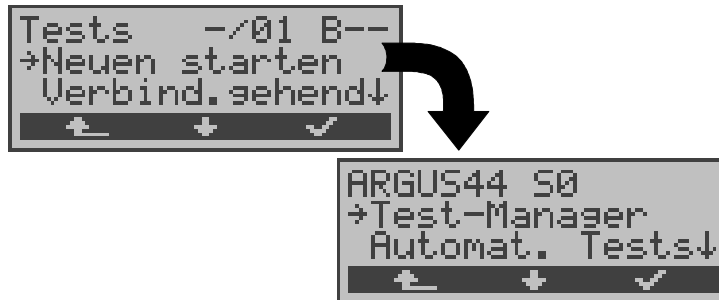 Tests -/01 B--
→Neuen starten
Verbind.gehend↓
ARGUS44 S0
→Test-Manager
Automat. Tests↓